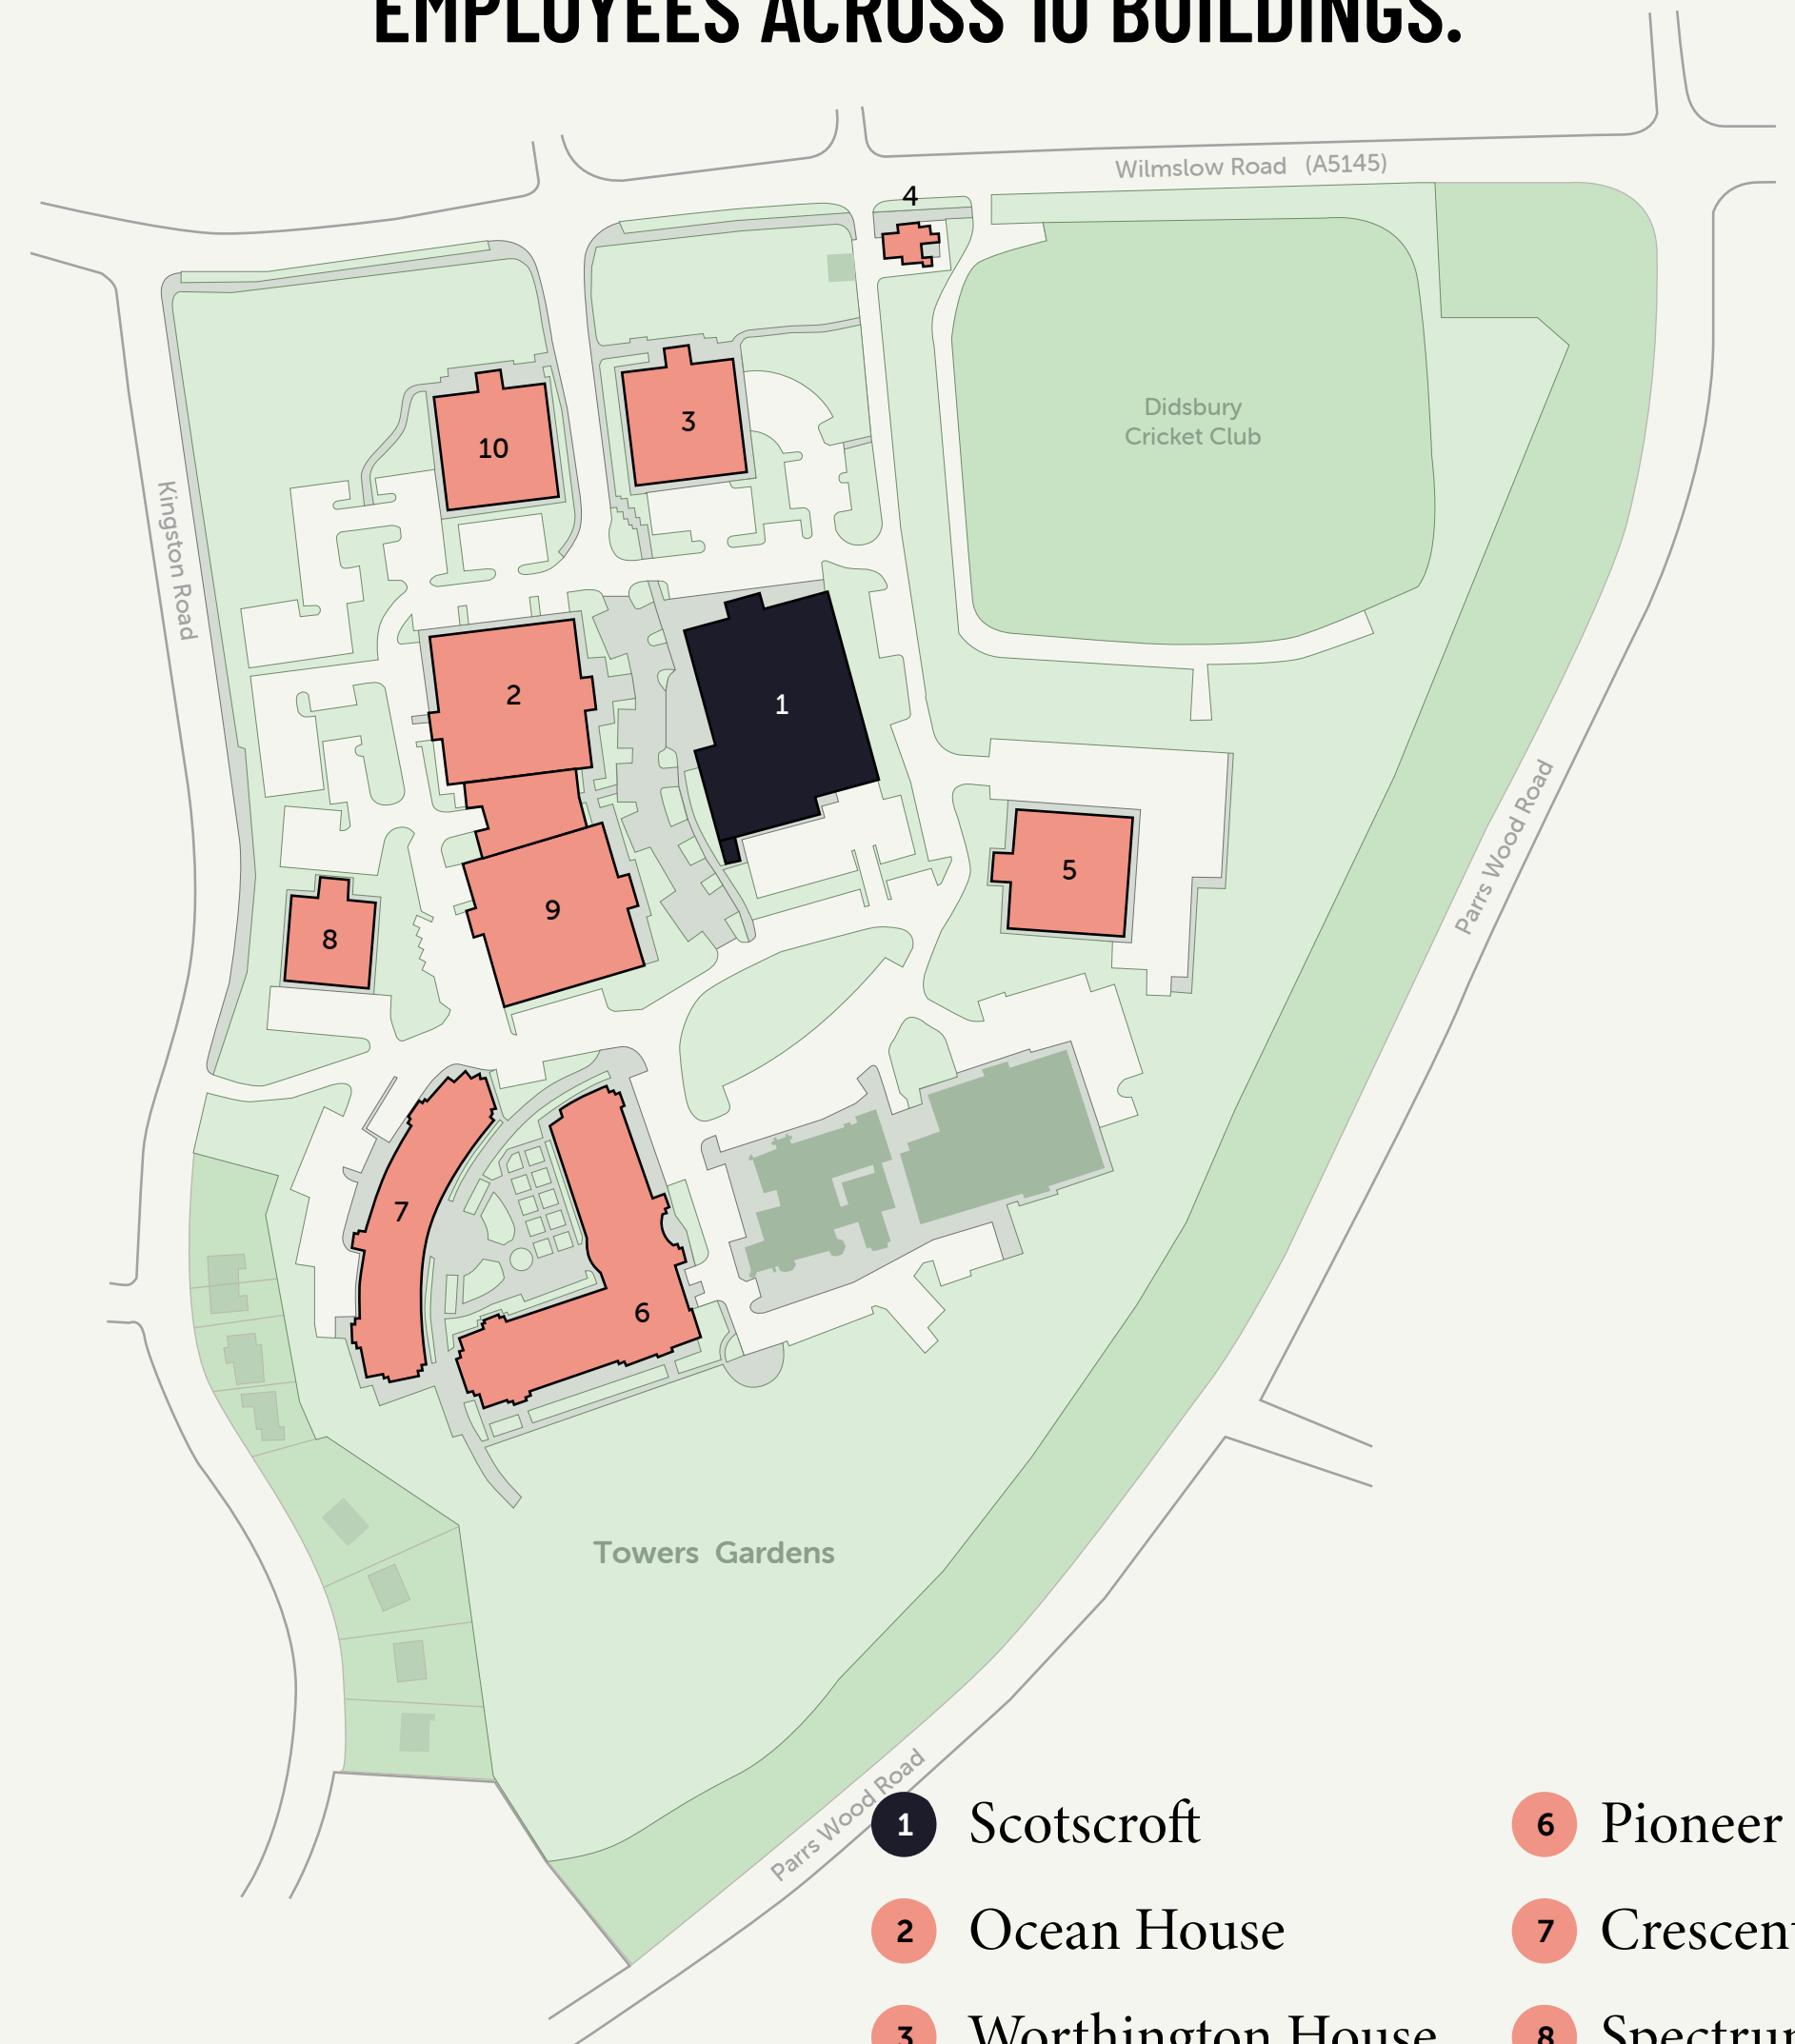 EMPLOYEES ACROSS 10 BUILDINGS.
Wilmslow Road (A5145)
4
Didsbury
Cricket Club
3
10
Kingston Road
2
1
5
Parrs Wood Road
9
8
7
6
Towers Gardens
Parrs Wood Road
1 Scotscroft
6 Pioneer
2 Ocean House
7 Crescent
3 Worthington House
8 Spectrum